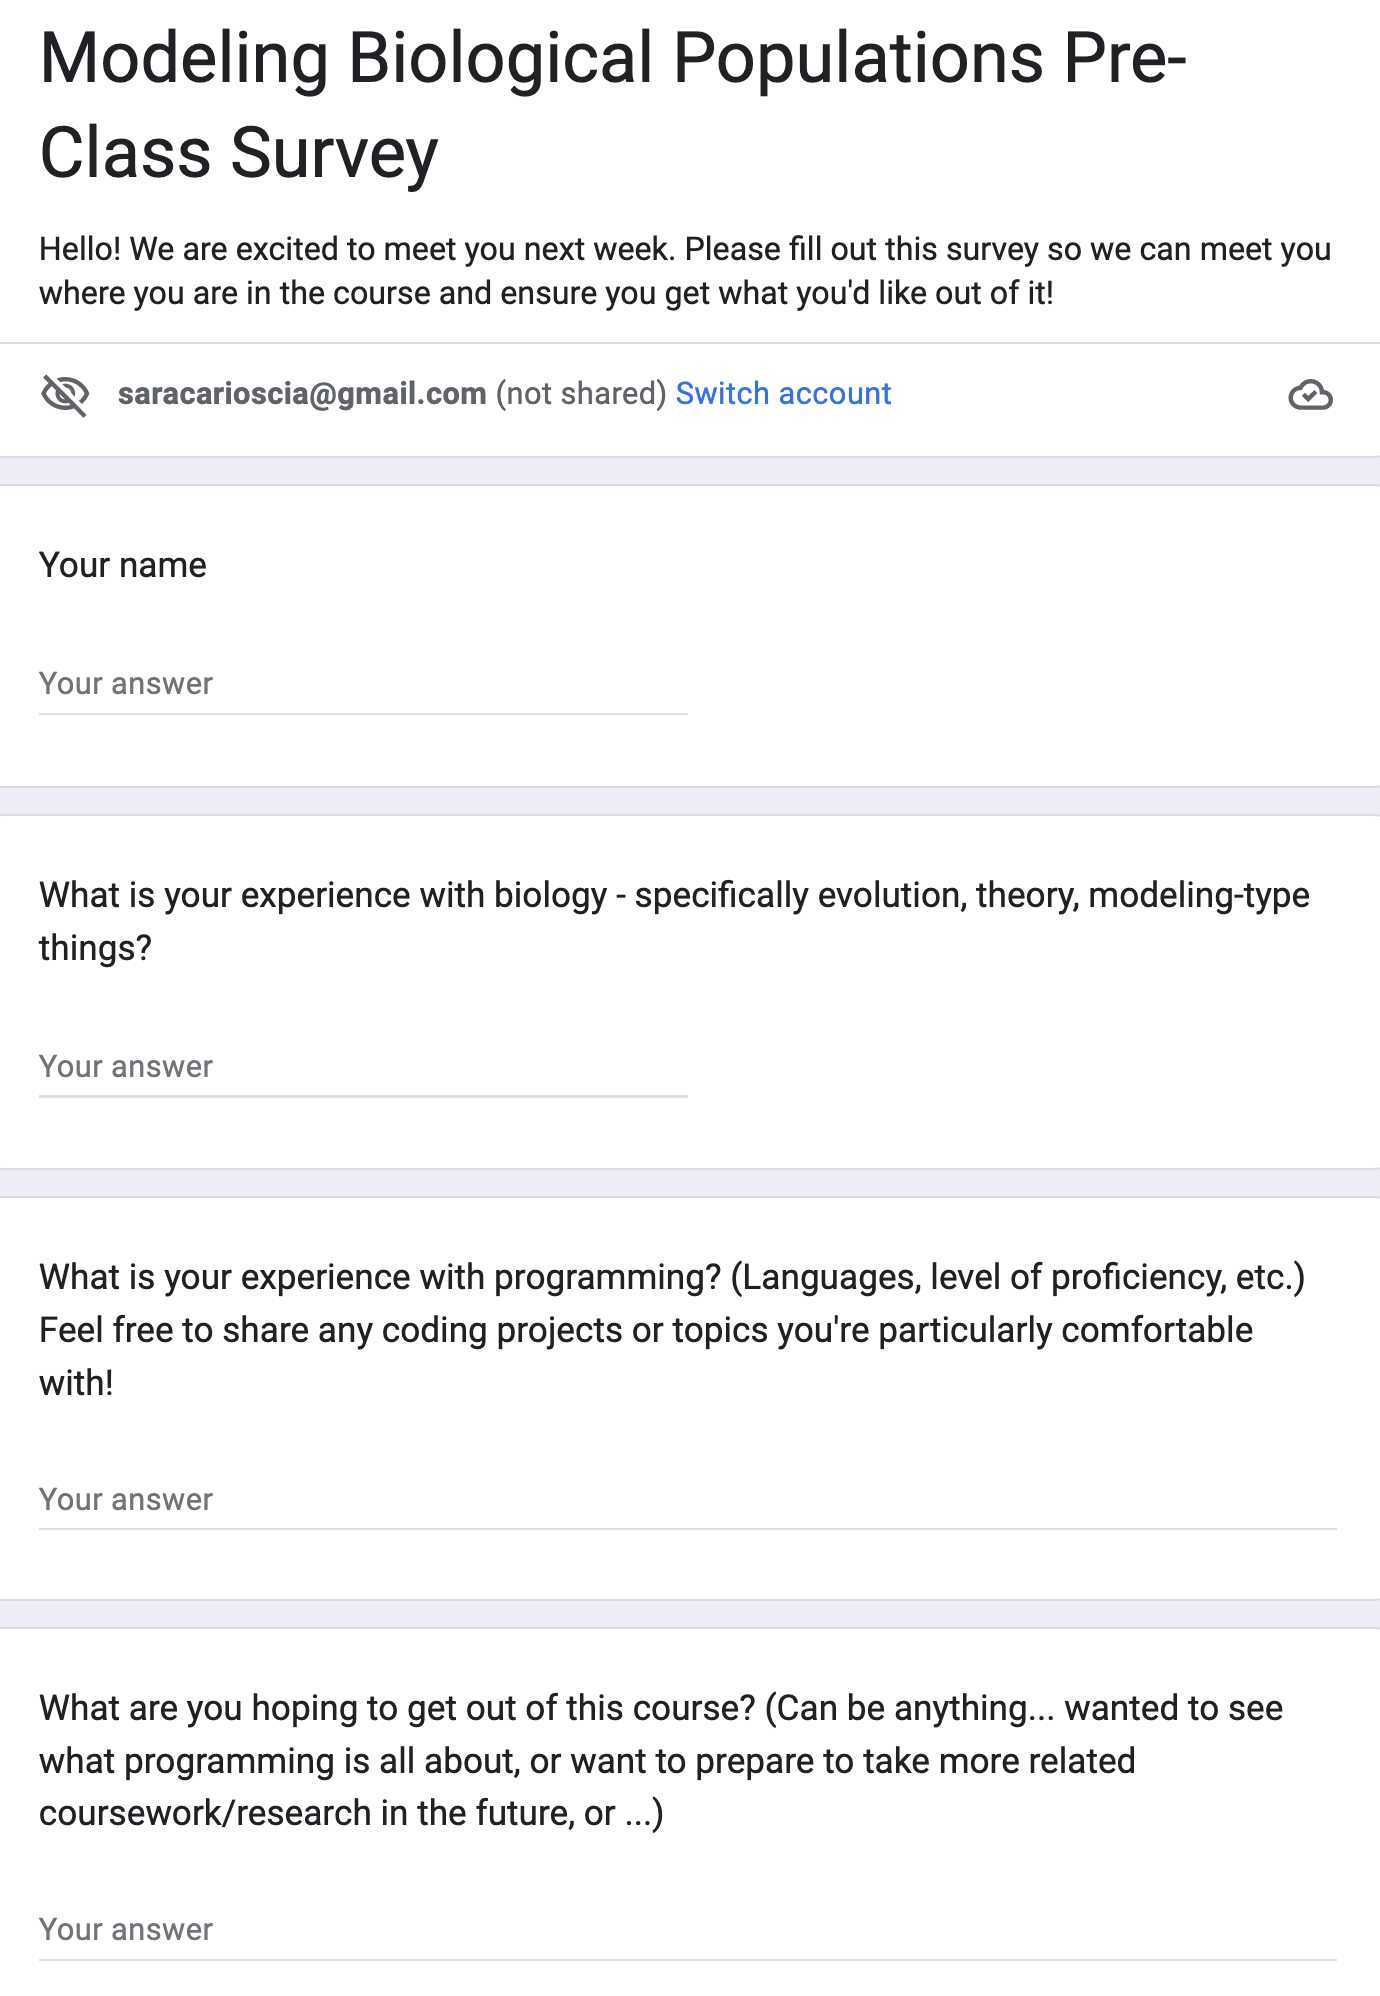 Modeling Biological Populations Pre-
Class Survey
Hello! We are excited to meet you next week. Please fill out this survey so we can meet you
where you are in the course and ensure you get what you'd like out of it!
saracarioscia@gmail.com (not shared) Switch account
Your name
Your answer
What is your experience with biology - specifically evolution, theory, modeling-type
things?
Your answer
What is your experience with programming? (Languages, level of proficiency, etc.)
Feel free to share any coding projects or topics you're particularly comfortable
with!
Your answer
What are you hoping to get out of this course? (Can be anything... wanted to see
what programming is all about, or want to prepare to take more related
coursework/research in the future, or ...)
Your answer